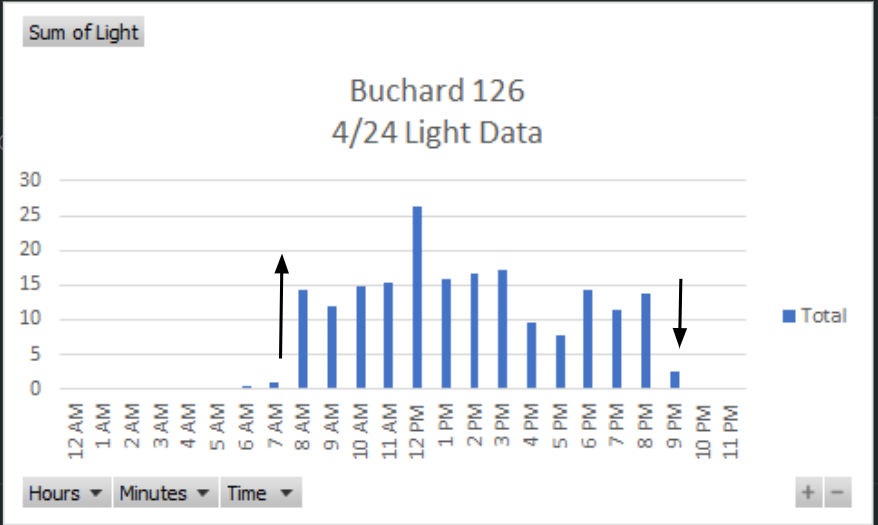 Sum of Light
Buchard 126
4/24 Light Data
30
25
20
15
10
5
0
12 AM
1 AM
2 AM
3 AM
4 AM
5 AM
6 AM
7 AM
8 AM
9 AM
10 AM
11 AM
12 PM
1 PM
2 PM
3 PM
4 PM
5 PM
6 PM
7 PM
8 PM
9 PM
10 PM
11 PM
Total
Hours
Minutes
Time
+
−